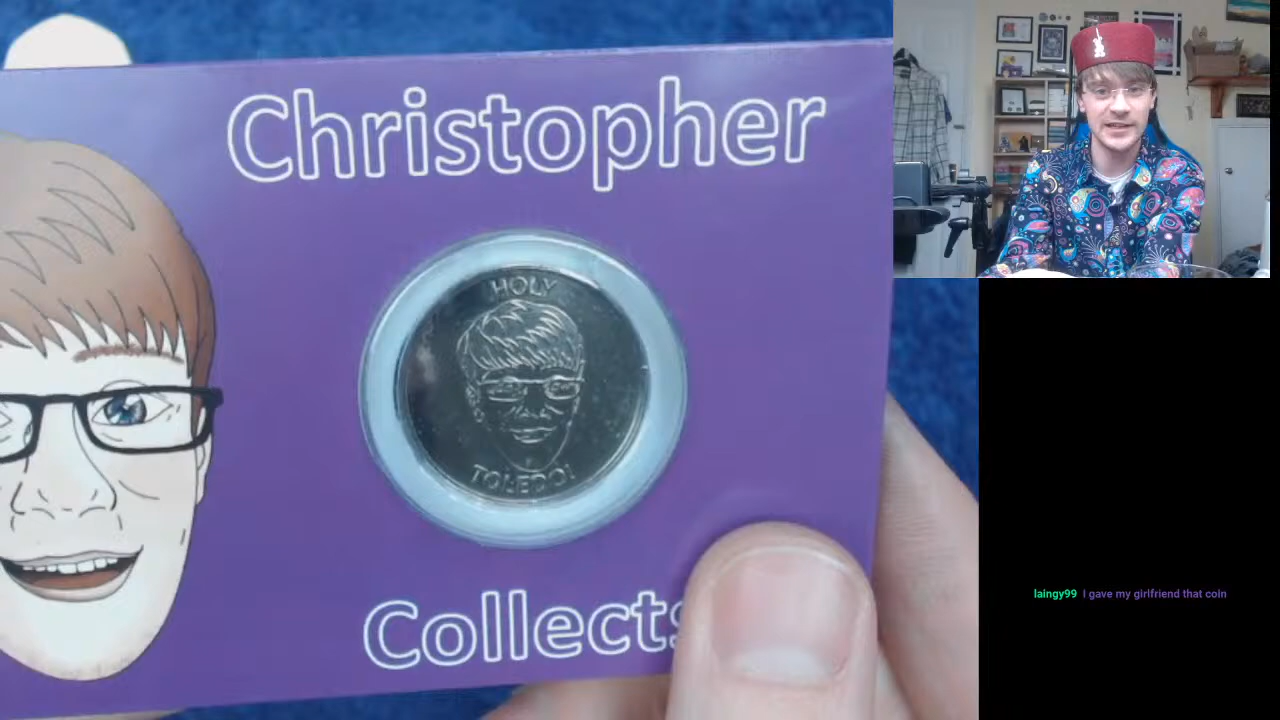 Christopher
HOLY
TOLEDO!
Collects
laingy99 I gave my girlfriend that coin